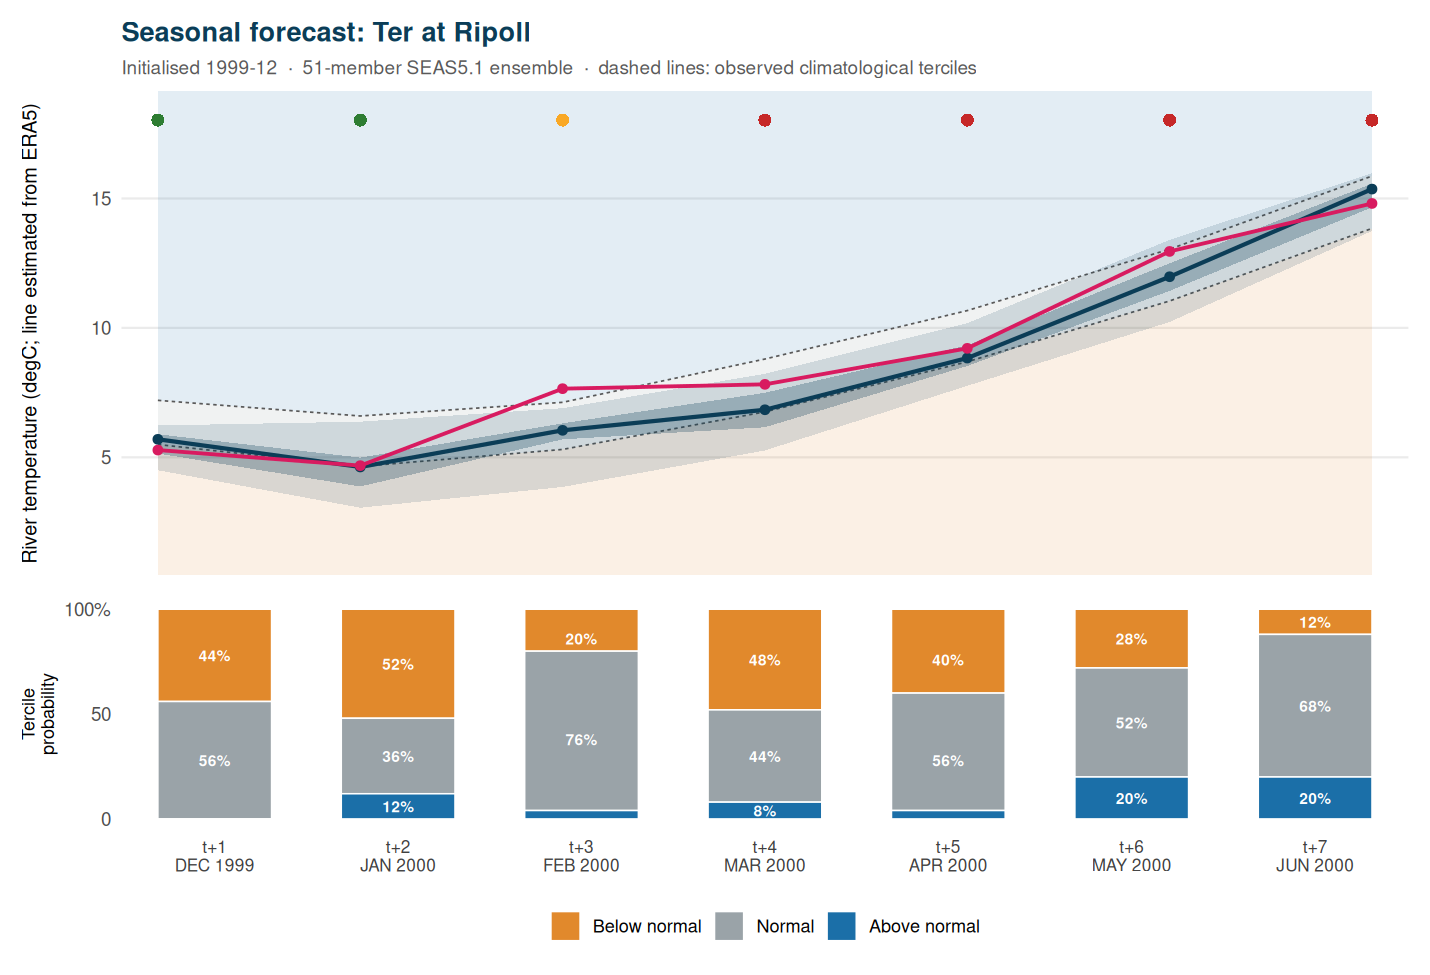 Seasonal forecast: Ter at Ripoll
Initialised 1999-12 · 51-member SEAS5.1 ensemble · dashed lines: observed climatological terciles
River temperature (degC; line estimated from ERA5)
15
10
5
100%
50
0
Tercile
probability
44%
56%
52%
36%
12%
20%
76%
48%
44%
8%
40%
56%
28%
52%
20%
12%
68%
20%
t+1
DEC 1999
t+2
JAN 2000
t+3
FEB 2000
t+4
MAR 2000
t+5
APR 2000
t+6
MAY 2000
t+7
JUN 2000
Below normal
Normal
Above normal